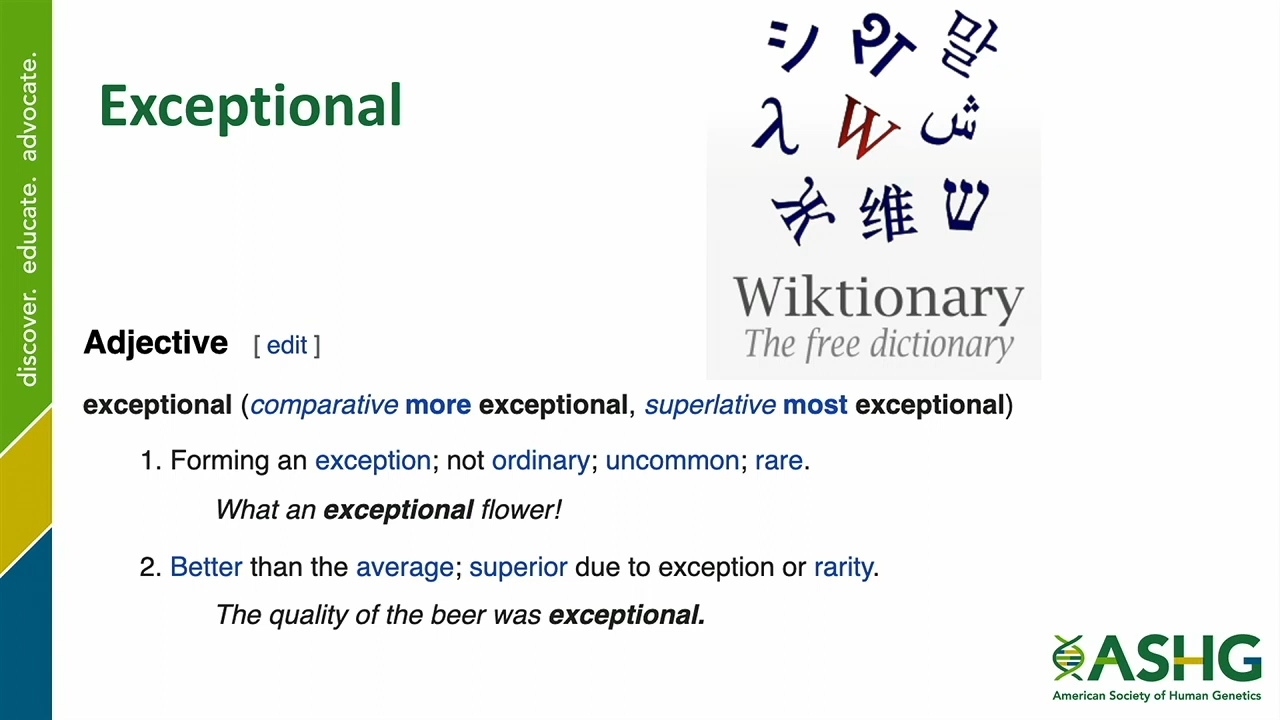 discover. educate. advocate.
Exceptional
シ 말
λ W ش
维 ש
Wiktionary
The free dictionary
Adjective [ edit ]
exceptional (comparative more exceptional, superlative most exceptional)
1. Forming an exception; not ordinary; uncommon; rare.
What an exceptional flower!
2. Better than the average; superior due to exception or rarity.
The quality of the beer was exceptional.
ASHG
American Society of Human Genetics